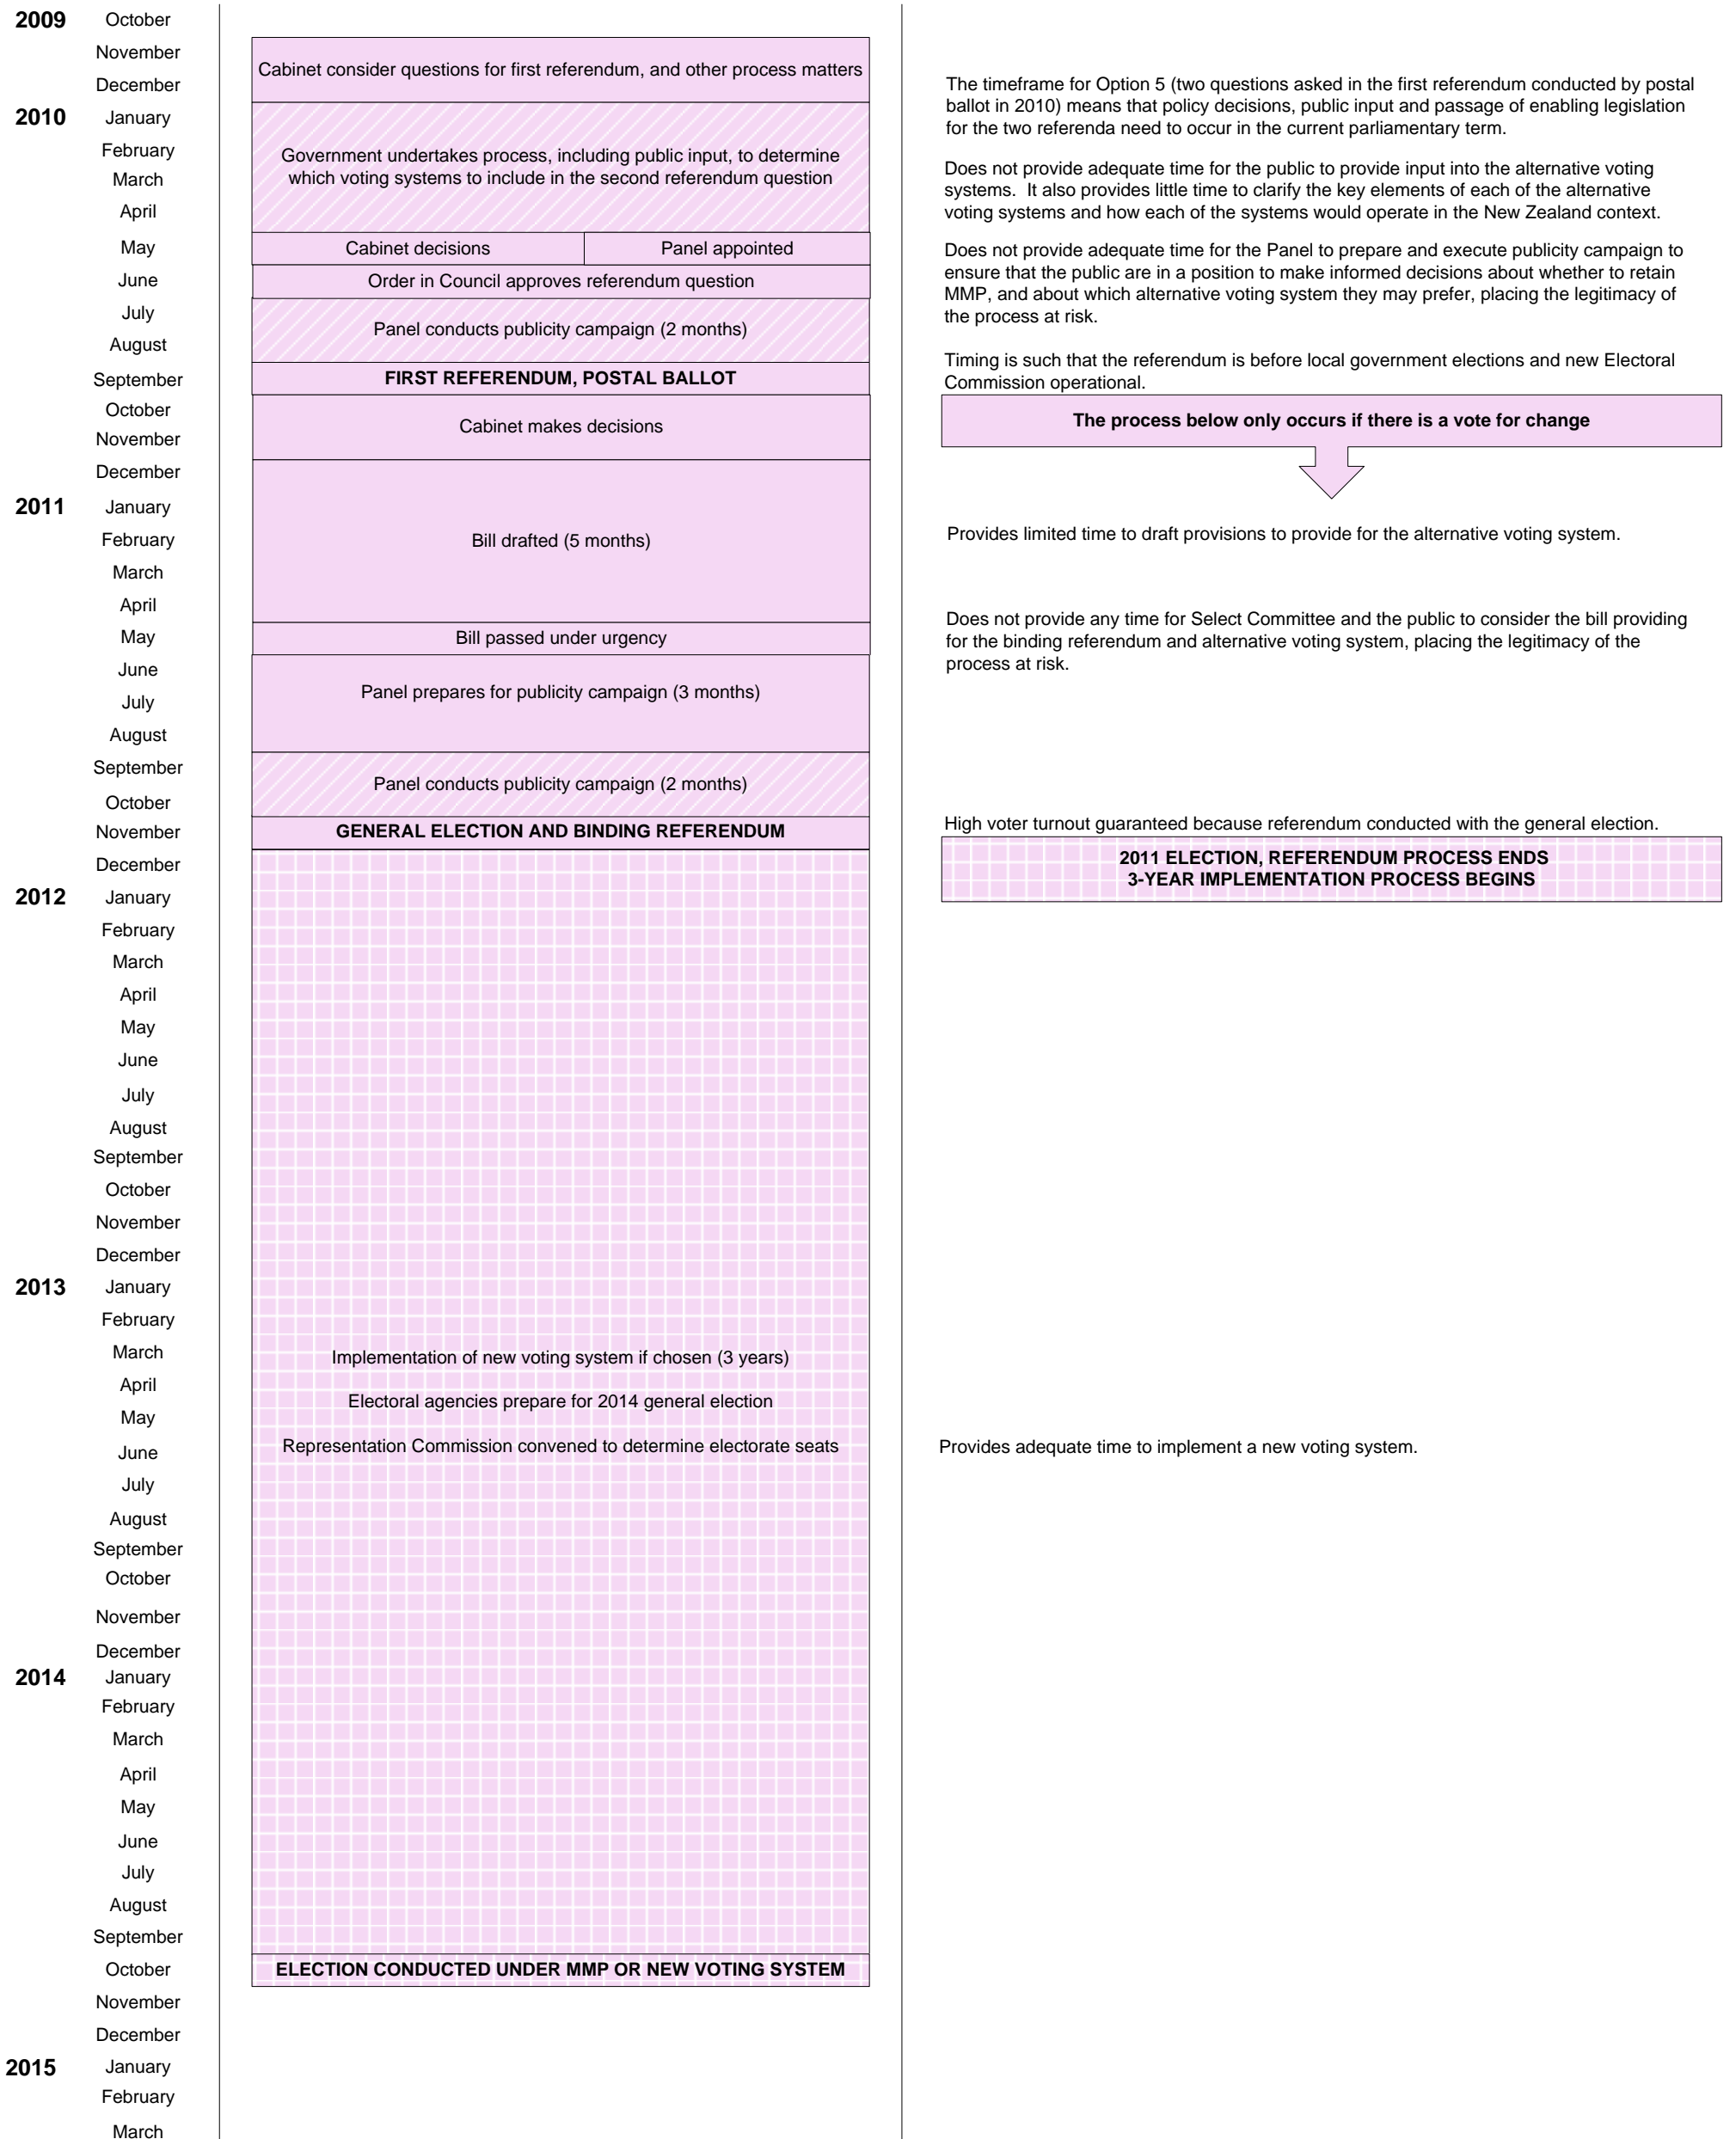 2009 October
November
Cabinet consider questions for first referendum, and other process matters
December
The timeframe for Option 5 (two questions asked in the first referendum conducted by postal
ballot in 2010) means that policy decisions, public input and passage of enabling legislation
for the two referenda need to occur in the current parliamentary term.
2010 January
February
Government undertakes process, including public input, to determine
which voting systems to include in the second referendum question
March
April
Does not provide adequate time for the public to provide input into the alternative voting
systems.  It also provides little time to clarify the key elements of each of the alternative
voting systems and how each of the systems would operate in the New Zealand context.
May
Cabinet decisions
Panel appointed
Does not provide adequate time for the Panel to prepare and execute publicity campaign to
ensure that the public are in a position to make informed decisions about whether to retain
MMP, and about which alternative voting system they may prefer, placing the legitimacy of
the process at risk.
June
Order in Council approves referendum question
July
Panel conducts publicity campaign (2 months)
August
Timing is such that the referendum is before local government elections and new Electoral
Commission operational.
September
FIRST REFERENDUM, POSTAL BALLOT
October
Cabinet makes decisions
The process below only occurs if there is a vote for change
November
December
2011 January
February
Bill drafted (5 months)
Provides limited time to draft provisions to provide for the alternative voting system.
March
April
Does not provide any time for Select Committee and the public to consider the bill providing
for the binding referendum and alternative voting system, placing the legitimacy of the
process at risk.
May
Bill passed under urgency
June
Panel prepares for publicity campaign (3 months)
July
August
September
Panel conducts publicity campaign (2 months)
October
November
GENERAL ELECTION AND BINDING REFERENDUM
High voter turnout guaranteed because referendum conducted with the general election.
December
2011 ELECTION, REFERENDUM PROCESS ENDS
3-YEAR IMPLEMENTATION PROCESS BEGINS
2012 January
February
March
April
May
June
July
August
September
October
November
December
2013 January
February
March
Implementation of new voting system if chosen (3 years)
April
Electoral agencies prepare for 2014 general election
May
June
Representation Commission convened to determine electorate seats
Provides adequate time to implement a new voting system.
July
August
September
October
November
December
2014 January
February
March
April
May
June
July
August
September
October
ELECTION CONDUCTED UNDER MMP OR NEW VOTING SYSTEM
November
December
2015 January
February
March